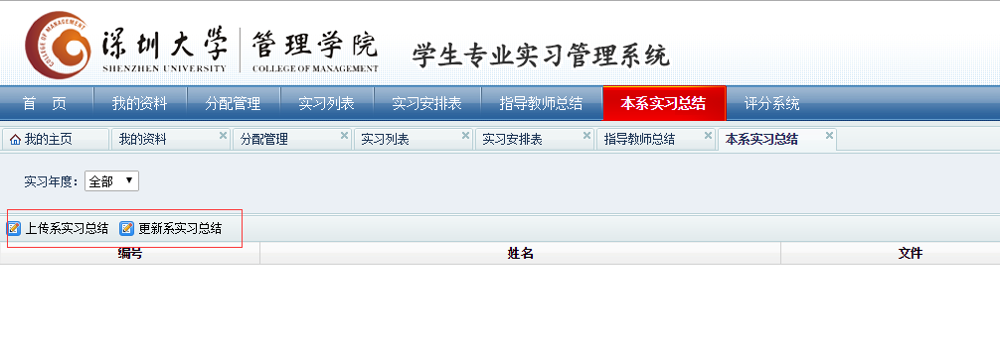 COLLEGE OF MANAGEMENT
深圳大学 管理学院
SHENZHEN UNIVERSITY COLLEGE OF MANAGEMENT
学生专业实习管理系统
首 页 我的资料 分配管理 实习列表 实习安排表 指导教师总结 本系实习总结 评分系统
我的主页 我的资料 分配管理 实习列表 实习安排表 指导教师总结 本系实习总结
实习年度： 全部
上传系实习总结 更新系实习总结
编号 姓名 文件